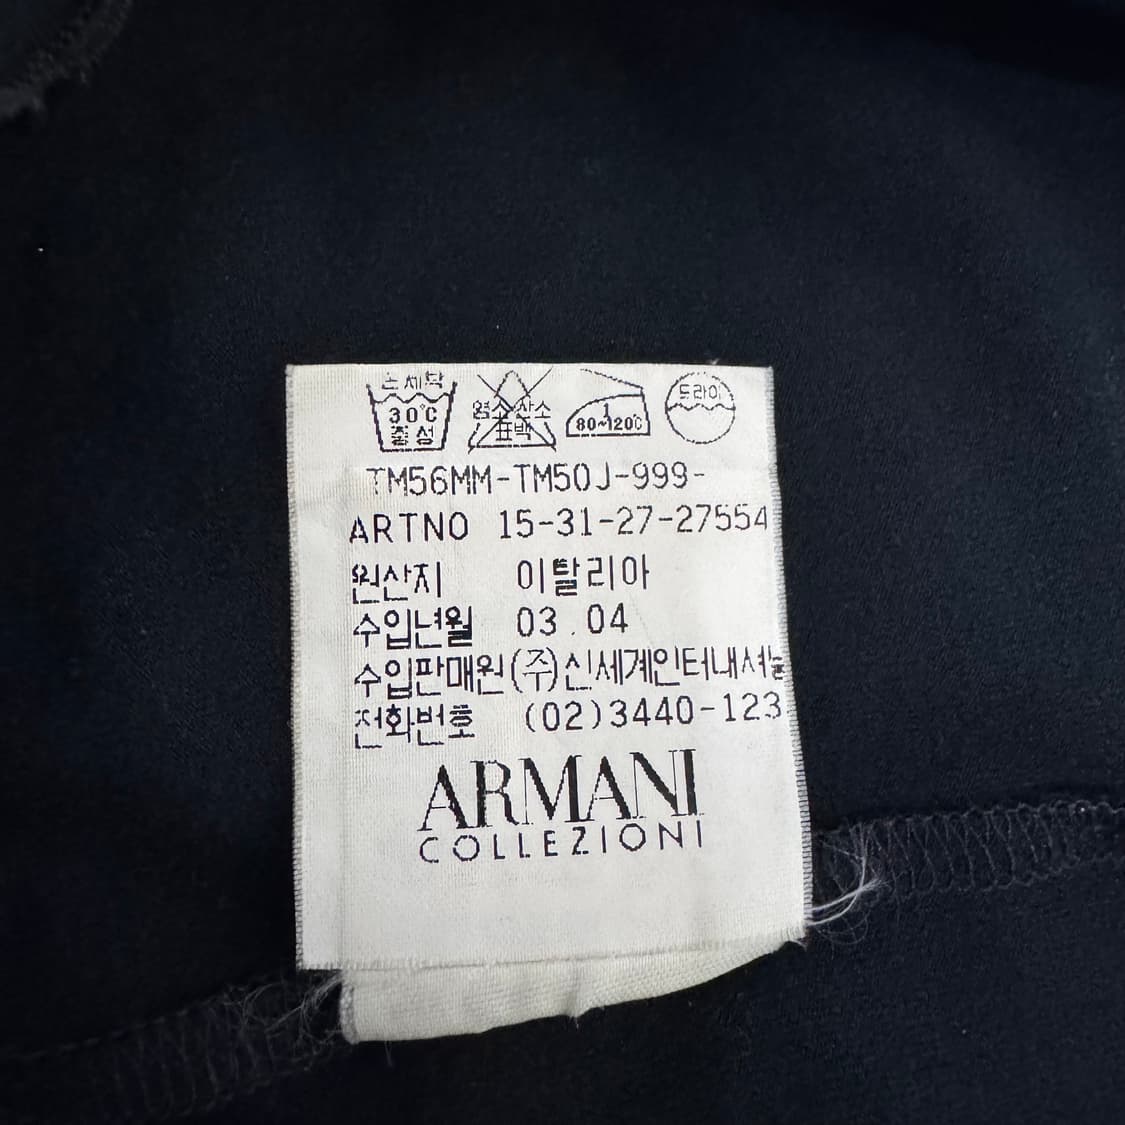 손세탁 염소산소 드라이
30℃ 표백 1
중성 80~120℃
TM56MM-TM50J-999-
ARTNO 15-31-27-27554
원산지 이탈리아
수입년월 03.04
수입판매원 (주)신세계인터내셔
전화번호 (02)3440-123
ARMANI
COLLEZIONI